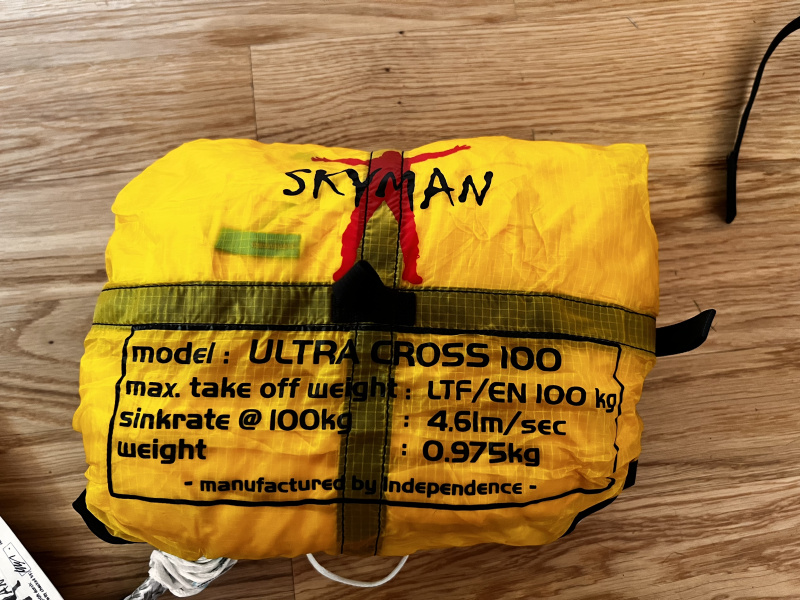 SKYMAN
model : ULTRA CROSS 100
max. take off weight : LTF/EN 100 kg
sinkrate @ 100kg : 4.61m/sec
weight : 0.975kg
- manufactured by Independence -